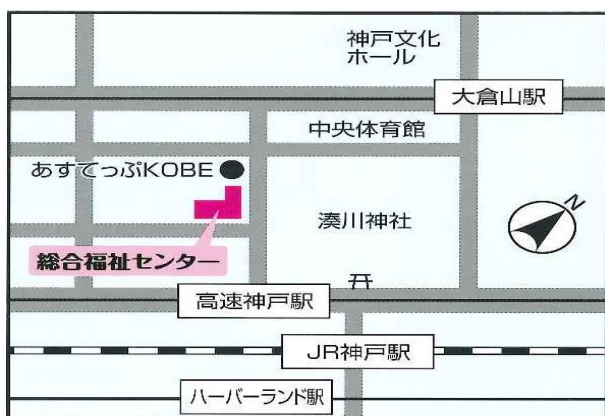 神戸文化
ホール
大倉山駅
中央体育館
あすてっぷKOBE
湊川神社
N
総合福祉センター
高速神戸駅
JR神戸駅
ハーバーランド駅